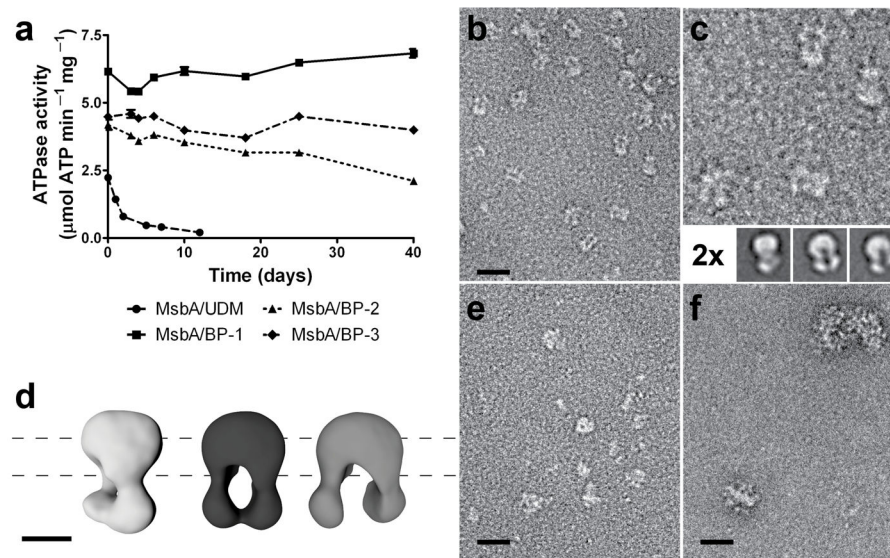 a
b
c
7.5
5.0
2.5
0.0
ATPase activity
(µmol ATP min⁻¹ mg⁻¹)
0 10 20 30 40
Time (days)
MsbA/UDM
MsbA/BP-2
MsbA/BP-1
MsbA/BP-3
2x
d
e
f